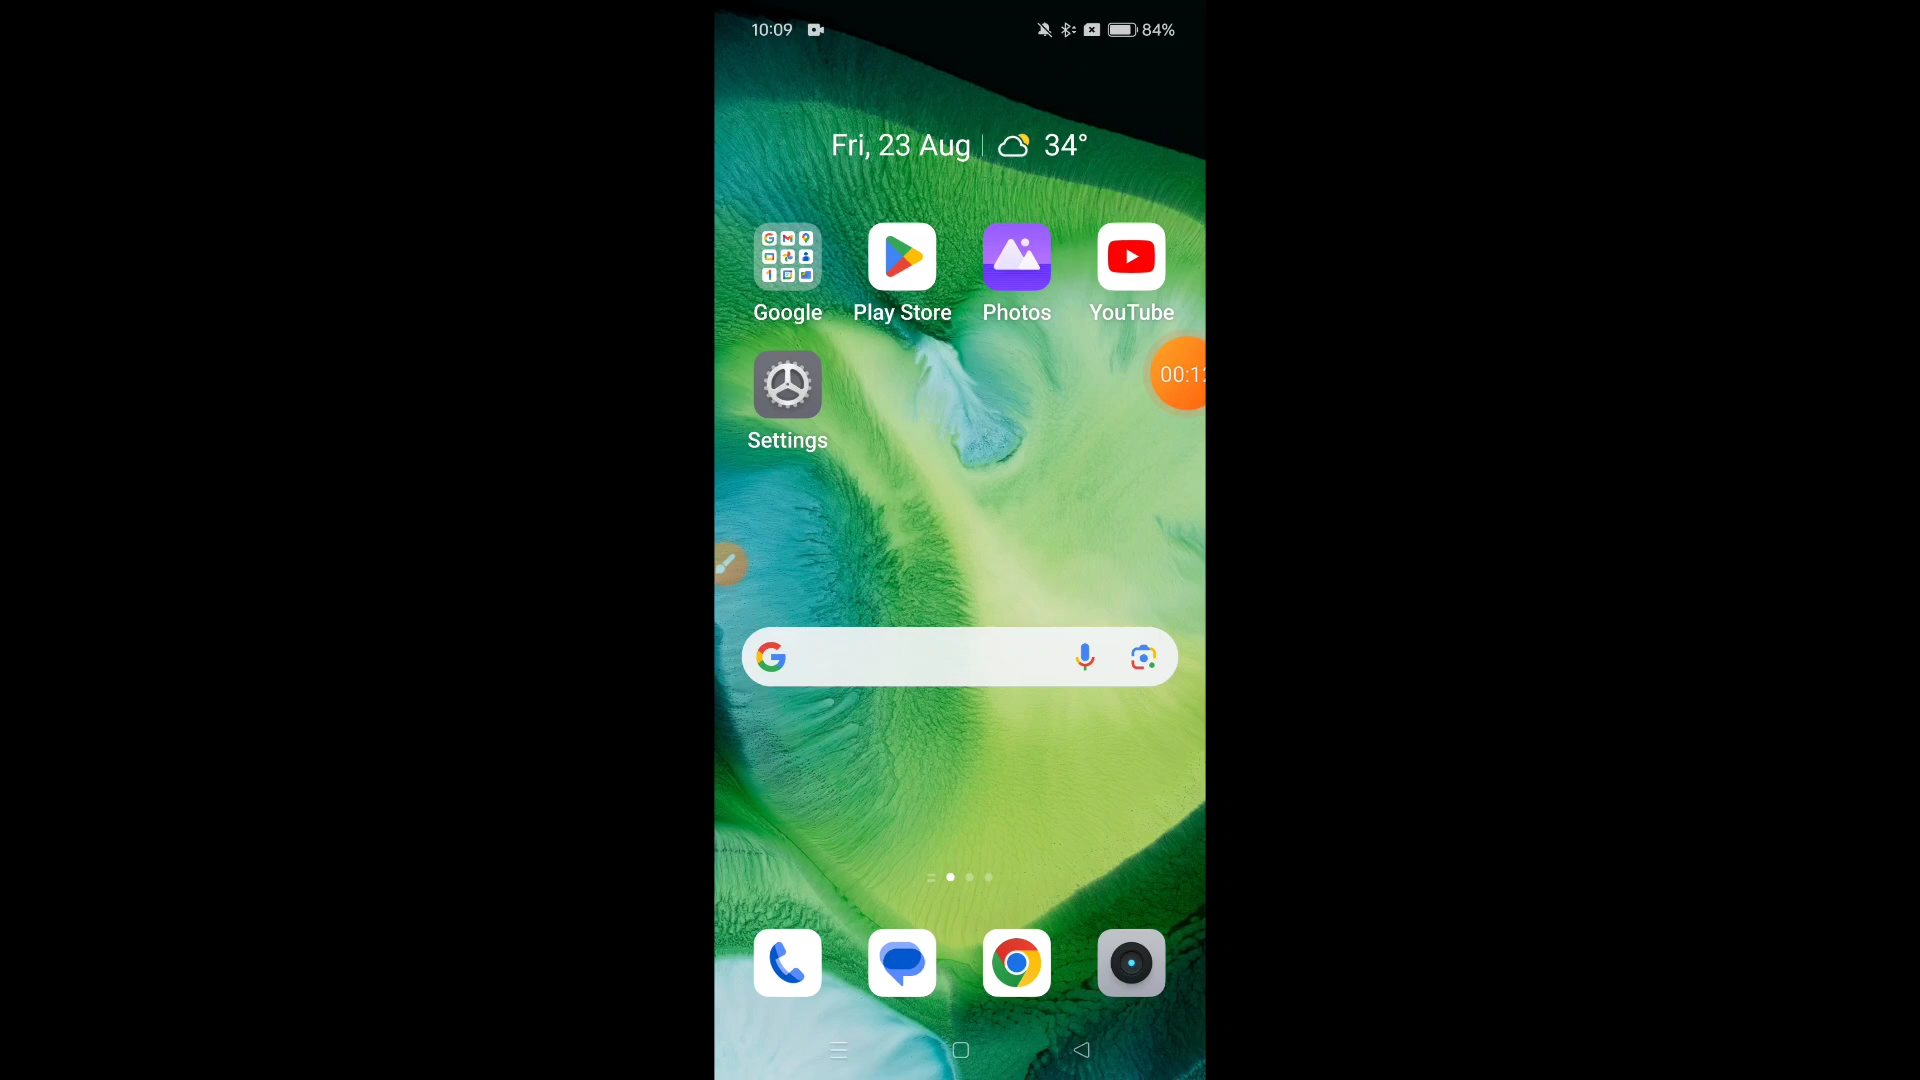 10:09 84%
Fri, 23 Aug 34°
Google Play Store Photos YouTube
00:1
Settings